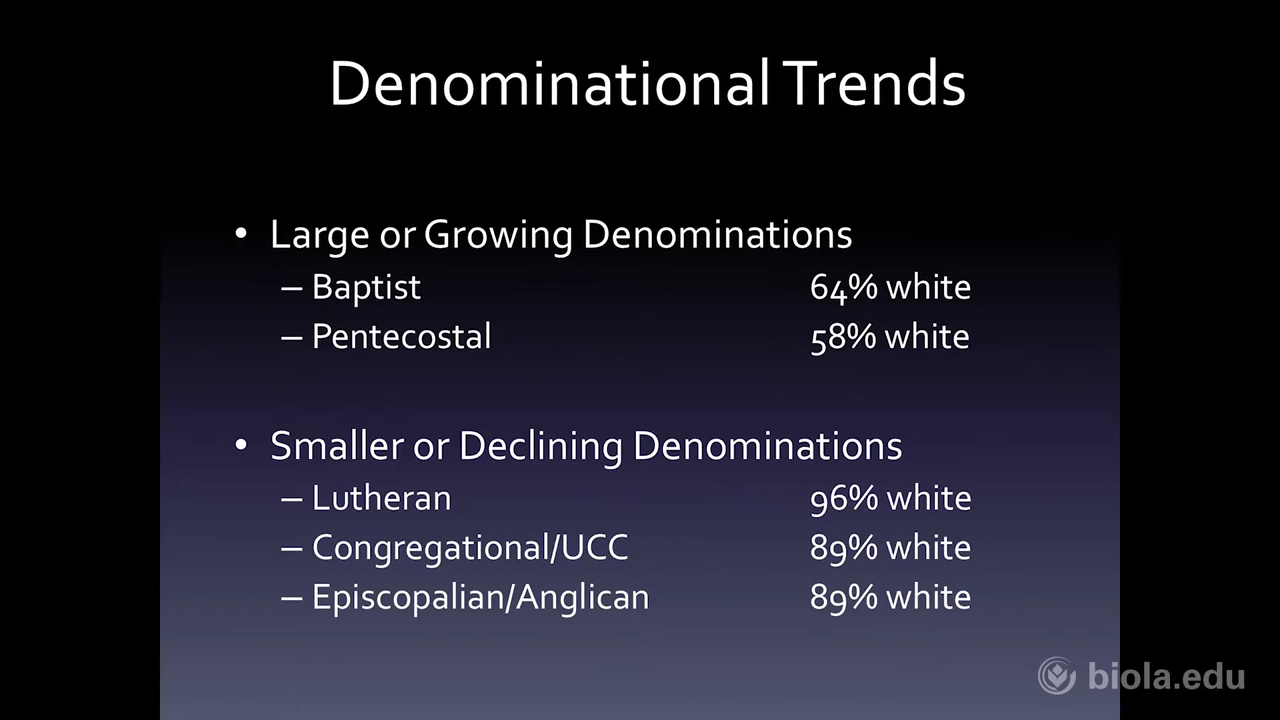 Denominational Trends
• Large or Growing Denominations
– Baptist 64% white
– Pentecostal 58% white
• Smaller or Declining Denominations
– Lutheran 96% white
– Congregational/UCC 89% white
– Episcopalian/Anglican 89% white
biola.edu